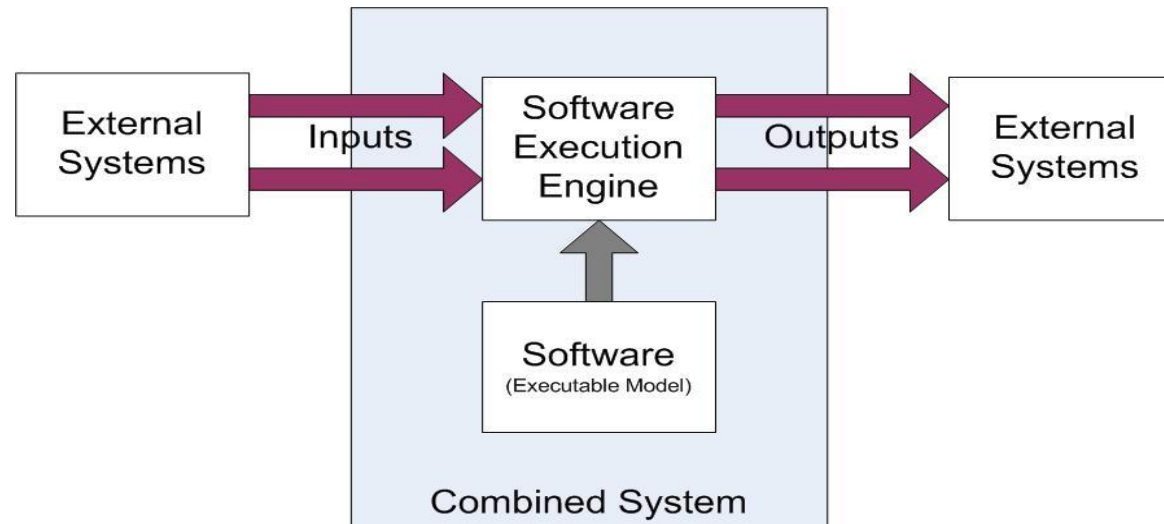 External
Systems
Inputs
Software
Execution
Engine
Outputs
External
Systems
Software
(Executable Model)
Combined System